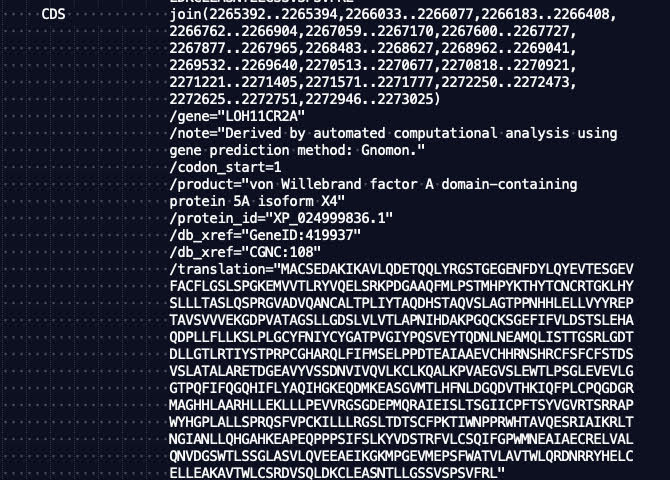 CDS join(2265392..2265394,2266033..2266077,2266183..2266408,
2266762..2266904,2267059..2267170,2267600..2267727,
2267877..2267965,2268483..2268627,2268962..2269041,
2269532..2269640,2270513..2270677,2270818..2270921,
2271221..2271405,2271571..2271777,2272250..2272473,
2272625..2272751,2272946..2273025)
/gene="LOH11CR2A"
/note="Derived by automated computational analysis using
gene prediction method: Gnomon."
/codon_start=1
/product="von Willebrand factor A domain-containing
protein 5A isoform X4"
/protein_id="XP_024999836.1"
/db_xref="GeneID:419937"
/db_xref="CGNC:108"
/translation="MACSEDAKIKAVLQDETQQLYRGSTGEGENFDYLQYEVTESGEV
FACFLGSLSPGKEMVVTLRYVQELSRKPDGAAQFMLPSTMHPYKTHYTCNCRTGKLHY
SLLLTASLQSPRGVADVQANCALTPLIYTAQDHSTAQVSLAGTPPNHHLELLVYYREP
TAVSVVVEKGDPVATAGSLLGDSLVLVTLAPNIHDAKPGQCKSGEFIFVLDSTSLEHA
QDPLLFLLKSLPLGCYFNIYCYGATPVGIYPQSVEYTQDNLNEAMQLISTTGSRLGDT
DLLGTLRTIYSTPRPCGHARQLFIFMSELPPDTEAIAAEVCHHRNSHRCFSFCFSTDS
VSLATALARETDGEAVYVSSDNVIVQVLKCLKQALKPVAEGVSLEWTLPSGLEVEVLG
GTPQFIFQGQHIFLYAQIHGKEQDMKEASGVMTLHFNLDGQDVTHKIQFPLCPQGDGR
MAGHHLAARHLLEKLLLPEVVRGSGDEPMQRAIEISLTSGIICPFTSYVGVRTSRRAP
WYHGPLALLSPRQSFVPCKILLLRGSLTDTSCFPKTIWNPPRWHTAVQESRIAIKRLT
NGIANLLQHGAHKEAPEQPPPSIFSLKYVDSTRFVLCSQIFGPWMNEAIAECRELVAL
QNVDGSWTLSSGLASVLQVEEAEIKGKMPGEVMEPSFWATVLAVTWLQRDNRRYHELC
ELLEAKAVTWLCSRDVSQLDKCLEASNTLLGSSVSPSVFRL"